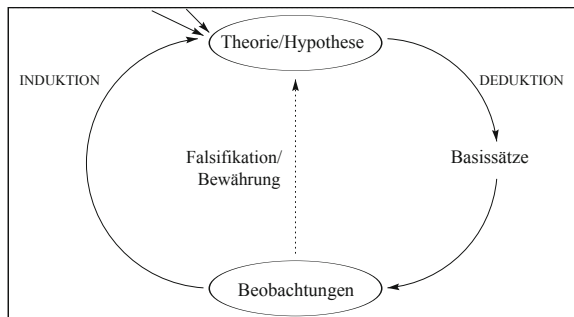 Theorie/Hypothese
INDUKTION
DEDUKTION
Falsifikation/
Bewährung
Basissätze
Beobachtungen